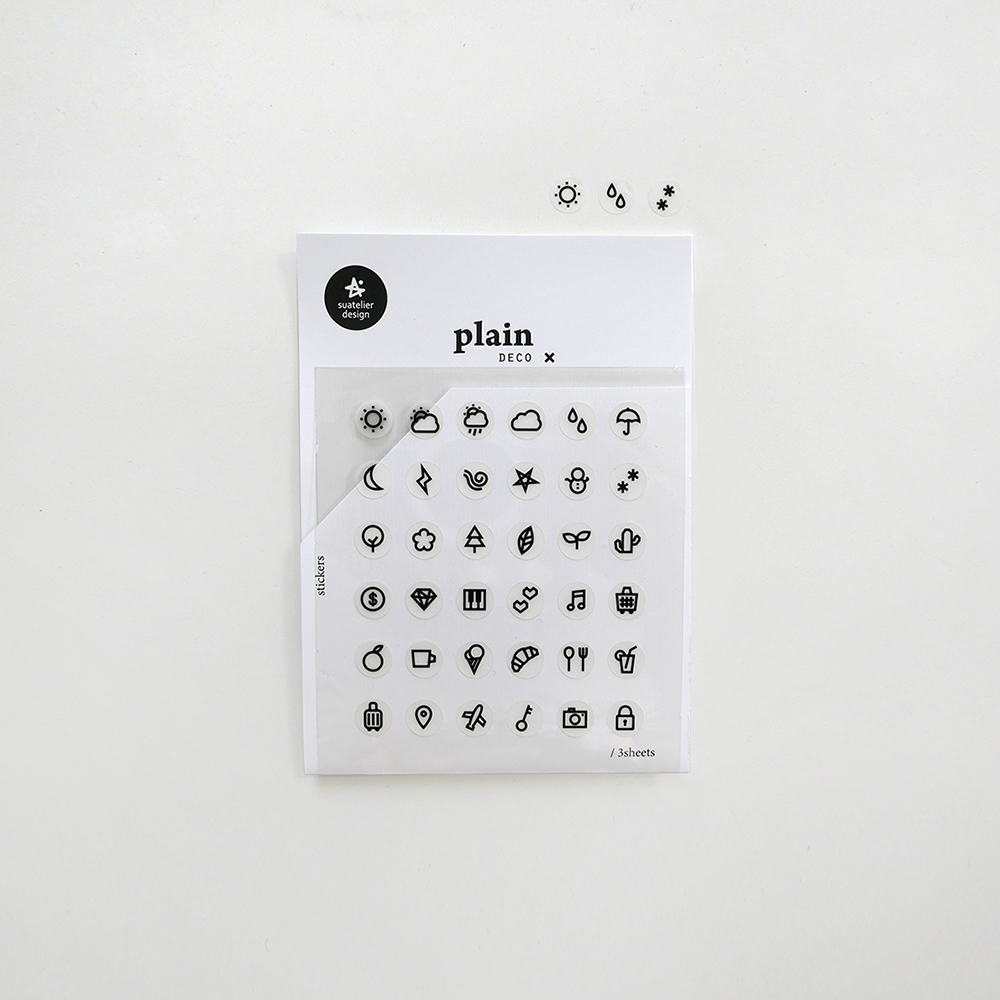 suatelier
design
plain
DECO ×
stickers
$
/ 3sheets